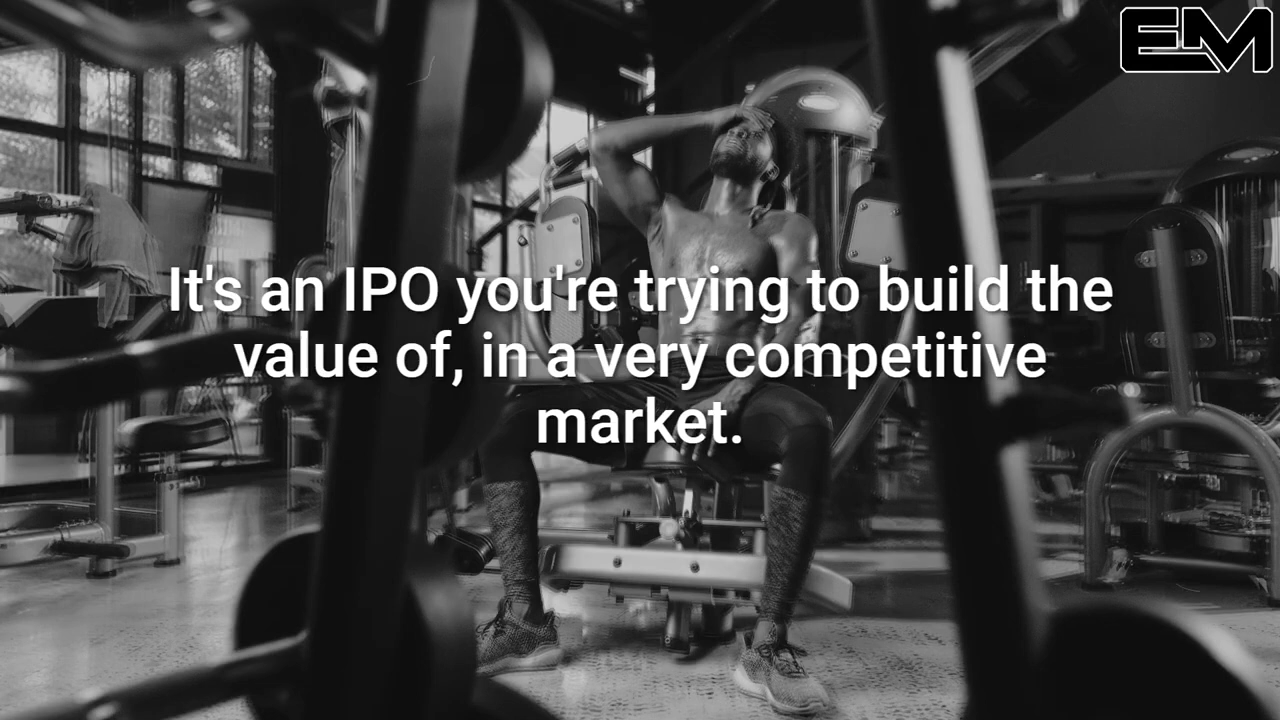 EM
It's an IPO you're trying to build the
value of, in a very competitive
market.